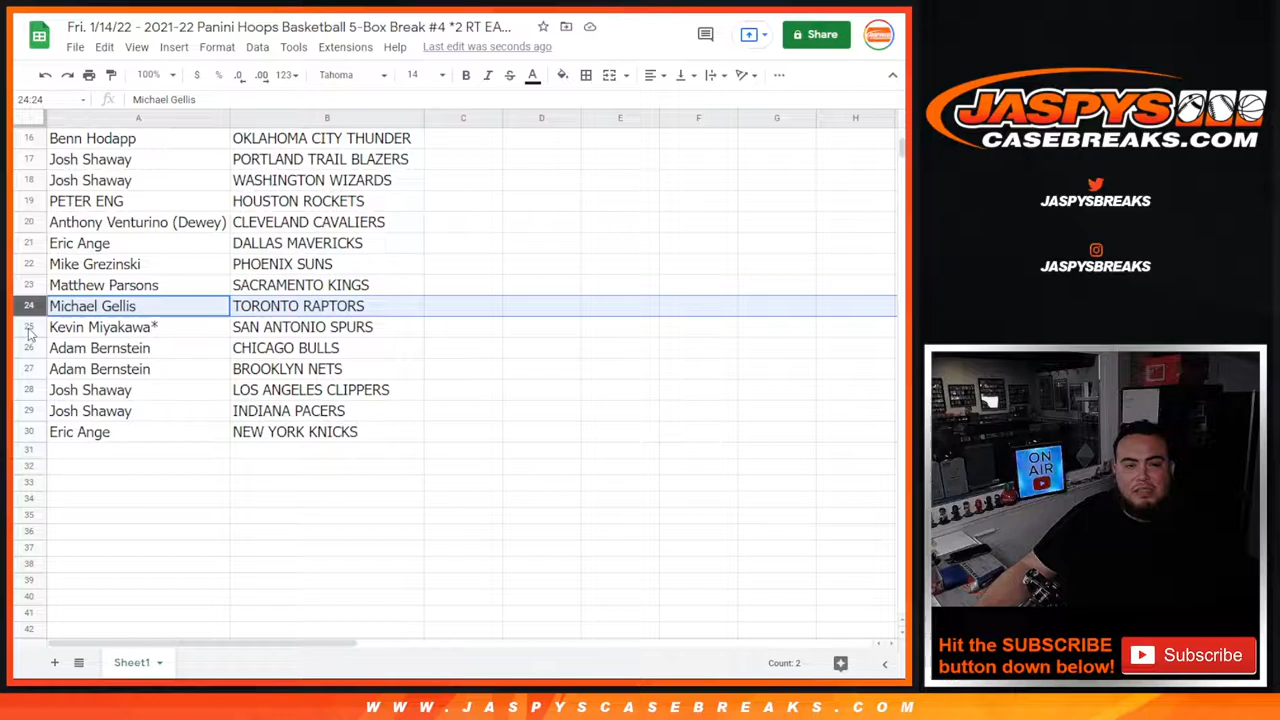 Fri. 1/14/22 - 2021-22 Panini Hoops Basketball 5-Box Break #4 *2 RT EA...
File Edit View Insert Format Data Tools Extensions Help Last edit was seconds ago
Share
100% $ % .0 .00 123 Tahoma 14 B I S A
24:24 fx Michael Gellis
A B C D E F G H
16 Benn Hodapp OKLAHOMA CITY THUNDER
17 Josh Shaway PORTLAND TRAIL BLAZERS
18 Josh Shaway WASHINGTON WIZARDS
19 PETER ENG HOUSTON ROCKETS
20 Anthony Venturino (Dewey) CLEVELAND CAVALIERS
21 Eric Ange DALLAS MAVERICKS
22 Mike Grezinski PHOENIX SUNS
23 Matthew Parsons SACRAMENTO KINGS
24 Michael Gellis TORONTO RAPTORS
25 Kevin Miyakawa* SAN ANTONIO SPURS
26 Adam Bernstein CHICAGO BULLS
27 Adam Bernstein BROOKLYN NETS
28 Josh Shaway LOS ANGELES CLIPPERS
29 Josh Shaway INDIANA PACERS
30 Eric Ange NEW YORK KNICKS
31
32
33
34
35
36
37
38
39
40
41
42
Sheet1
Count: 2
JASPYS
CASEBREAKS.COM
JASPYSBREAKS
JASPYSBREAKS
ON
AIR
Hit the SUBSCRIBE
button down below!
Subscribe
WWW.JASPYSCASEBREAKS.COM